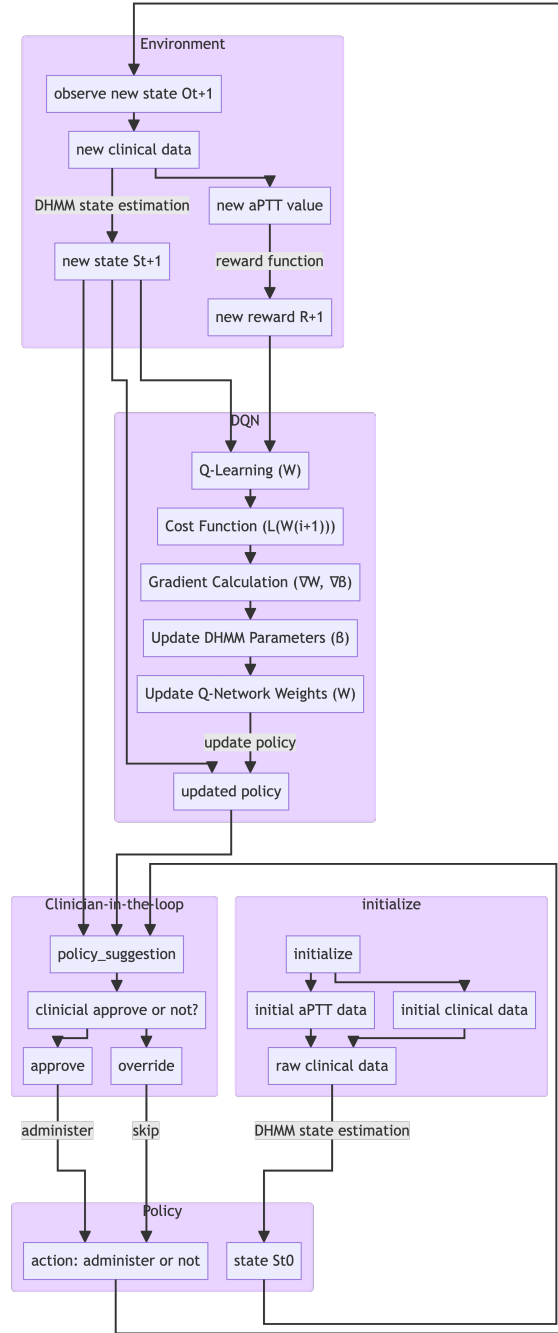 Environment
observe new state Ot+1
new clinical data
DHMM state estimation
new aPTT value
new state St+1
reward function
new reward R+1
DQN
Q-Learning (W)
Cost Function (L(W(i+1)))
Gradient Calculation (∇W, ∇ß)
Update DHMM Parameters (ß)
Update Q-Network Weights (W)
update policy
updated policy
Clinician-in-the-loop
policy_suggestion
clinicial approve or not?
approve
override
administer
skip
initialize
initialize
initial aPTT data
initial clinical data
raw clinical data
DHMM state estimation
Policy
action: administer or not
state St0